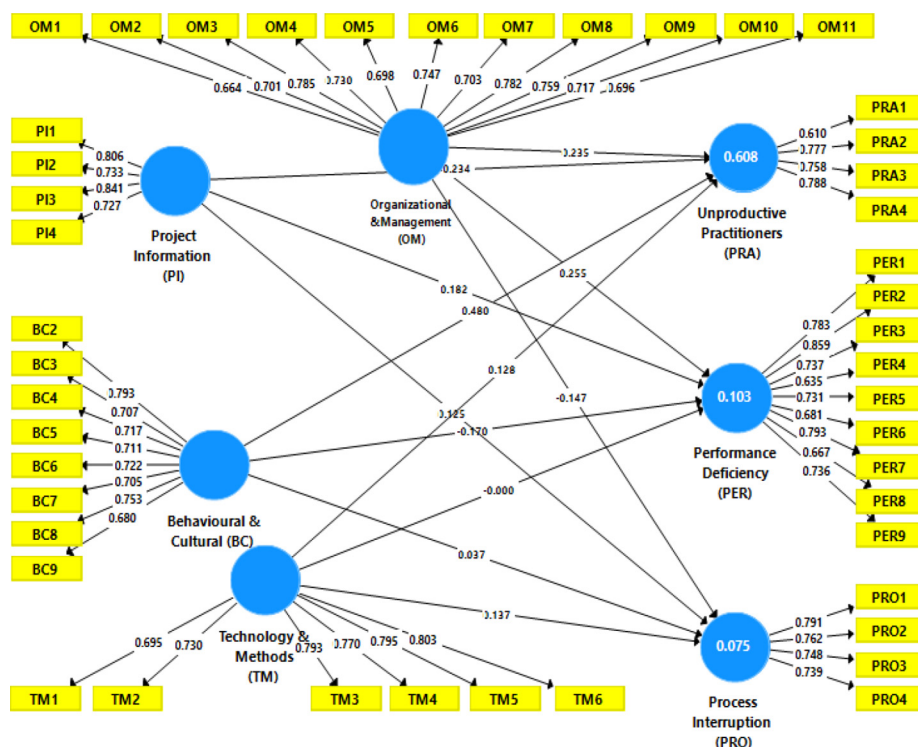 OM1 OM2 OM3 OM4 OM5 OM6 OM7 OM8 OM9 OM10 OM11
0.664 0.701 0.785 0.730 0.698 0.747 0.703 0.782 0.759 0.717 0.696
PI1
PI2
PI3
PI4
0.806
0.733
0.841
0.727
Project
Information
(PI)
Organizational
&Management
(OM)
0.235
0.234
0.608
Unproductive
Practitioners
(PRA)
PRA1
PRA2
PRA3
PRA4
0.610
0.777
0.758
0.788
0.182
0.255
0.480
0.128
0.125
-0.147
-0.170
-0.000
0.037
0.137
BC2
BC3
BC4
BC5
BC6
BC7
BC8
BC9
0.793
0.707
0.717
0.711
0.722
0.705
0.753
0.680
Behavioural &
Cultural (BC)
0.103
Performance
Deficiency
(PER)
PER1
PER2
PER3
PER4
PER5
PER6
PER7
PER8
PER9
0.783
0.859
0.737
0.635
0.731
0.681
0.793
0.667
0.736
Technology &
Methods
(TM)
0.695 0.730 0.793 0.770 0.795 0.803
TM1 TM2 TM3 TM4 TM5 TM6
0.075
Process
Interruption
(PRO)
PRO1
PRO2
PRO3
PRO4
0.791
0.762
0.748
0.739